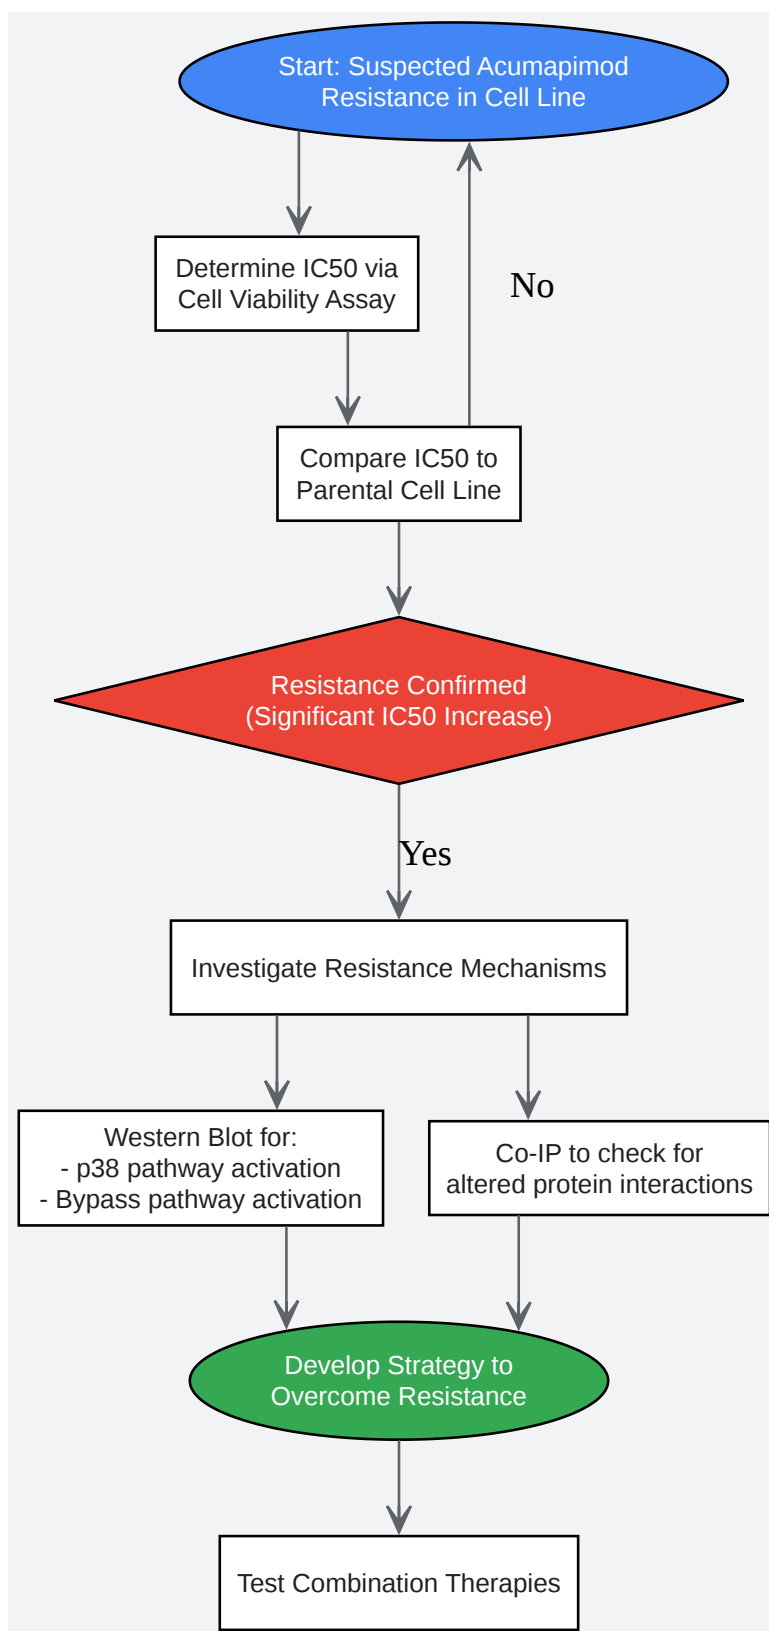 Start: Suspected Acumapimod
Resistance in Cell Line
Determine IC50 via
Cell Viability Assay
No
Compare IC50 to
Parental Cell Line
Resistance Confirmed
(Significant IC50 Increase)
Yes
Investigate Resistance Mechanisms
Western Blot for:
- p38 pathway activation
- Bypass pathway activation
Co-IP to check for
altered protein interactions
Develop Strategy to
Overcome Resistance
Test Combination Therapies